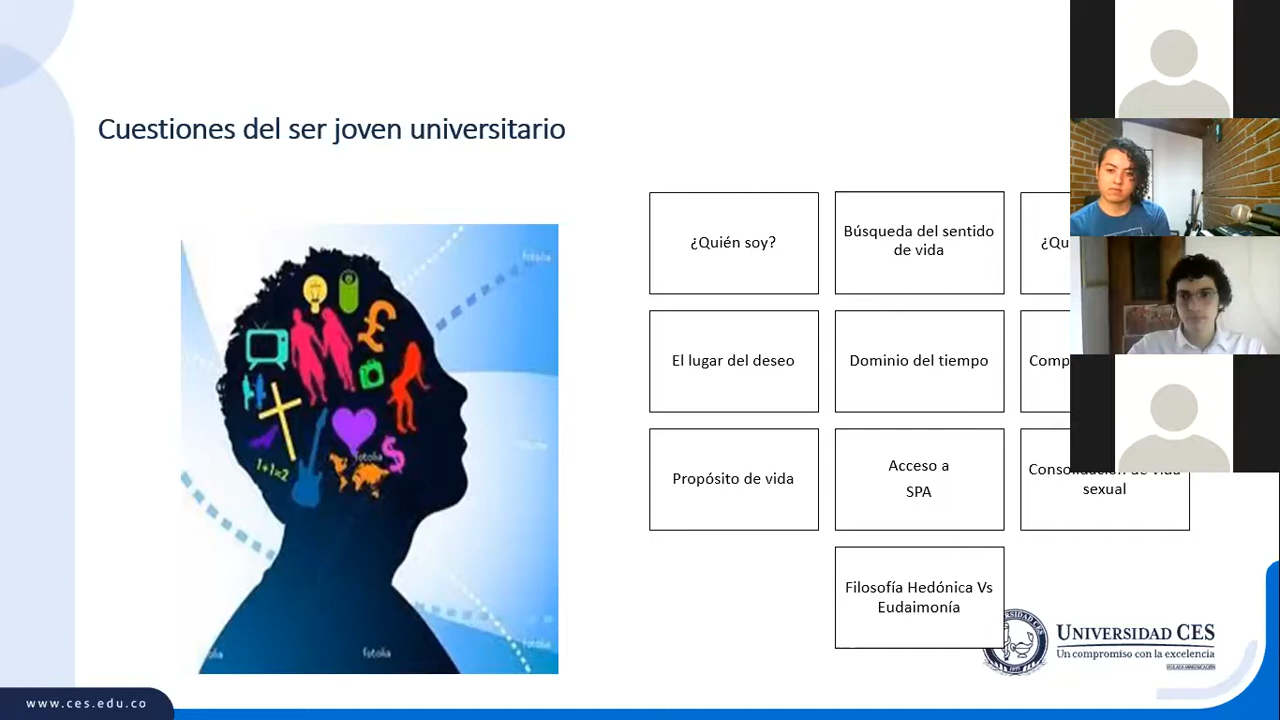 Cuestiones del ser joven universitario
¿Quién soy?
Búsqueda del sentido
de vida
El lugar del deseo
Dominio del tiempo
Propósito de vida
Acceso a
SPA
sexual
Filosofía Hedónica Vs
Eudaimonía
1+1=2
fotolia
fotolia
fotolia
fotolia
UNIVERSIDAD CES
Un compromiso con la excelencia
www.ces.edu.co